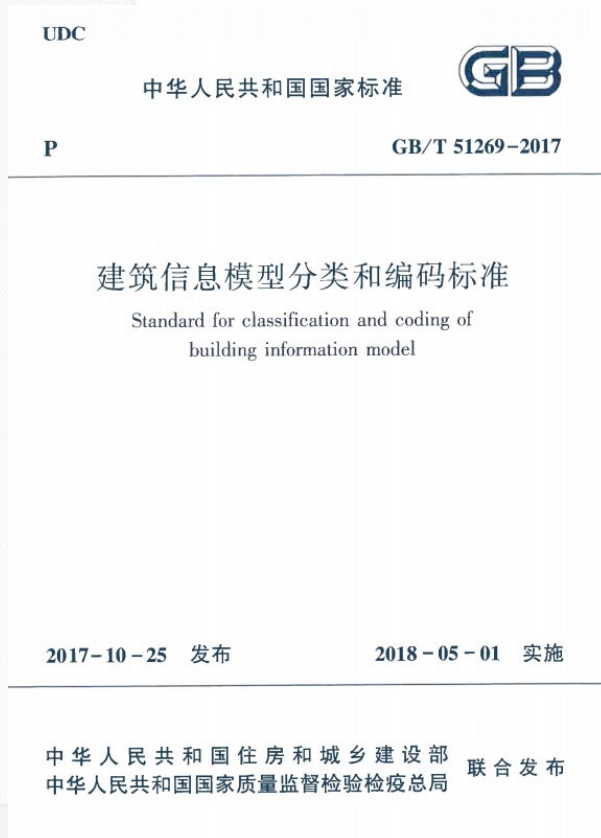 UDC
GB
中华人民共和国国家标准
P
GB/T 51269-2017
建筑信息模型分类和编码标准
Standard for classification and coding of
building information model
2017-10-25 发布
2018-05-01 实施
中华人民共和国住房和城乡建设部
中华人民共和国国家质量监督检验检疫总局
联合发布